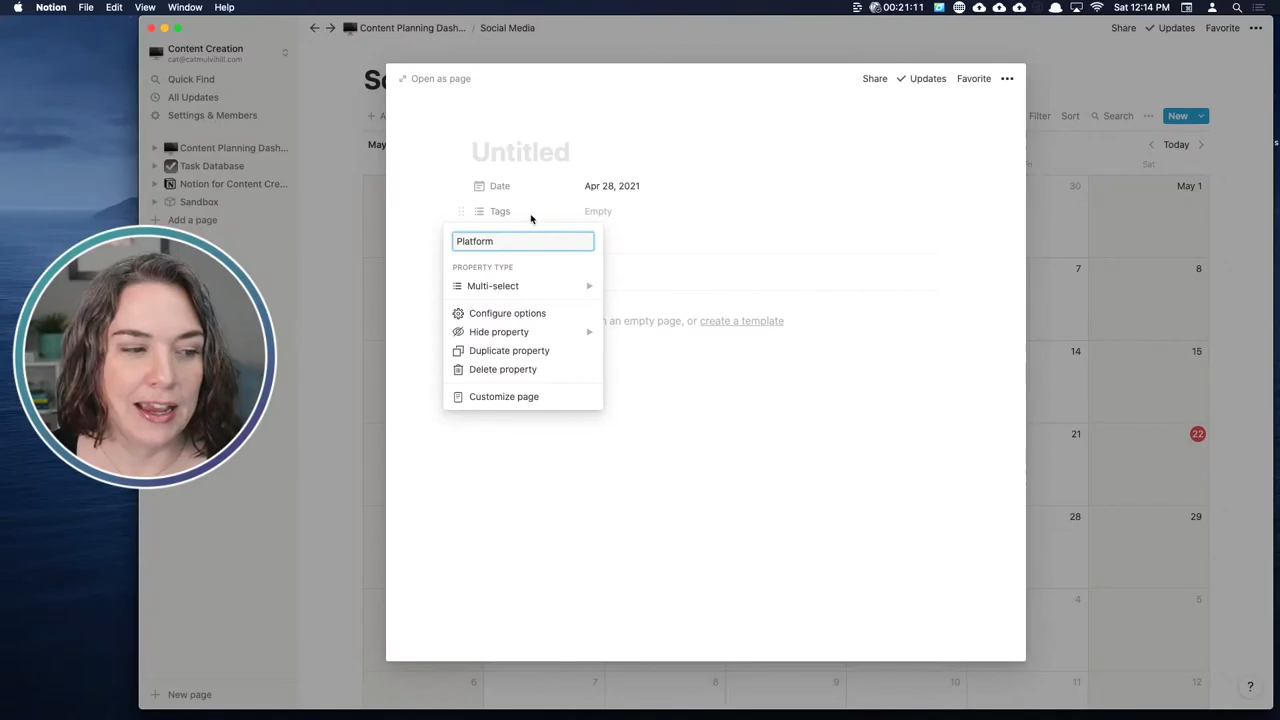 Notion File Edit View Window Help
00:21:11 Sat 12:14 PM
Content Creation
cat@catmulvihill.com
Quick Find
All Updates
Settings & Members
Content Planning Dash...
Task Database
Notion for Content Cre...
Sandbox
Add a page
New page
Content Planning Dash... / Social Media
Share Updates Favorite
So
+ A
Filter Sort Search New
May
Today
Sat
30 May 1
7 8
14 15
21 22
28 29
4 5
6 7 8 9 10 11 12
Open as page
Share Updates Favorite
Untitled
Date Apr 28, 2021
Tags Empty
Platform
PROPERTY TYPE
Multi-select
Configure options
Hide property
Duplicate property
Delete property
Customize page
an empty page, or create a template
?